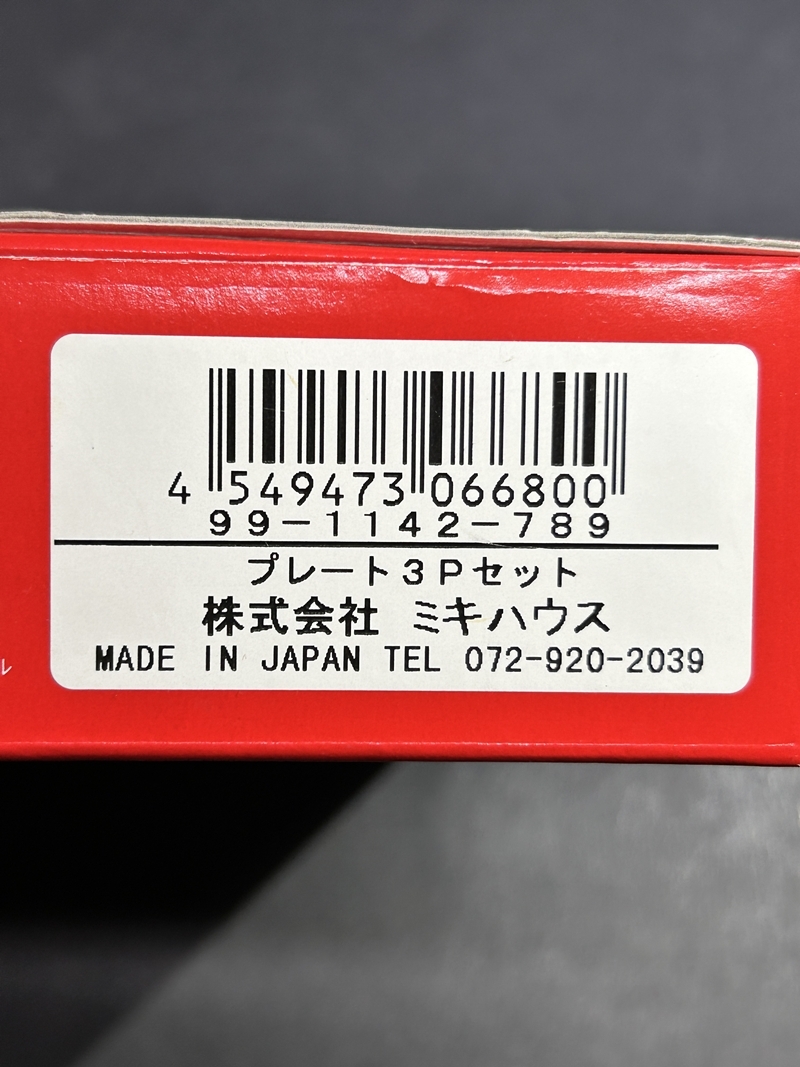 4 549473 066800
99-1142-789
プレート3Pセット
株式会社 ミキハウス
MADE IN JAPAN TEL 072-920-2039